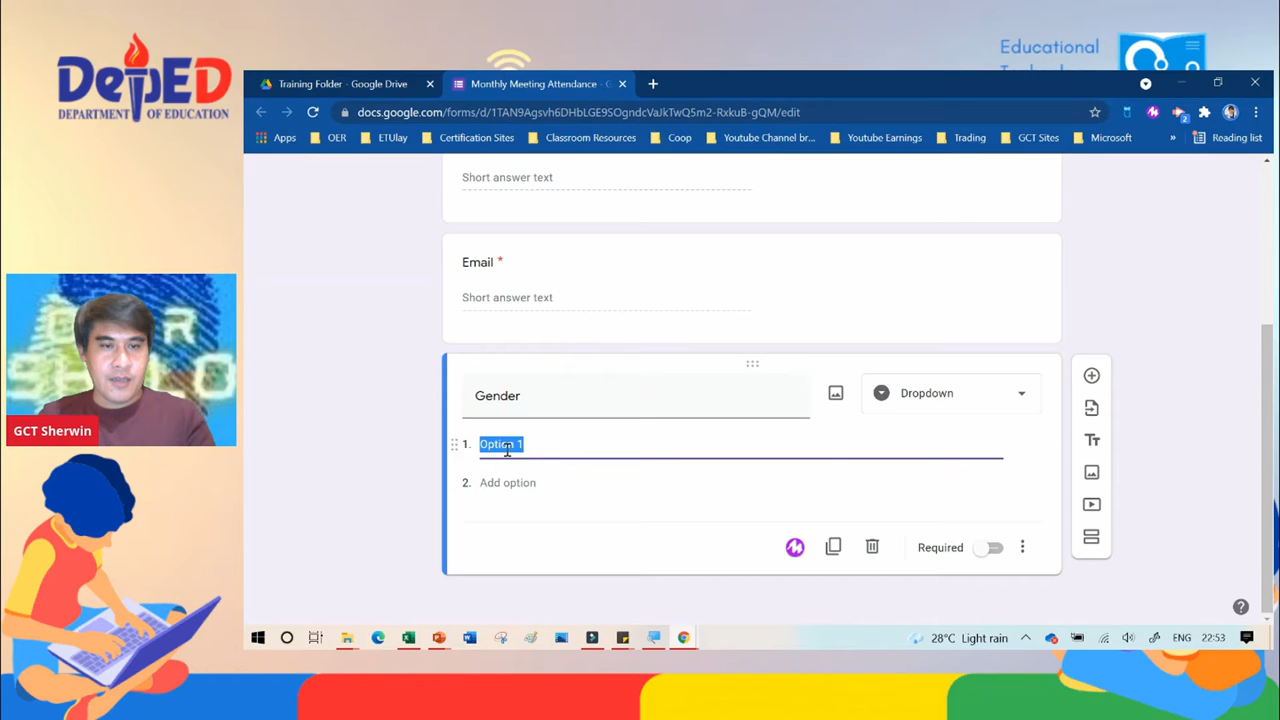 DepED
DEPARTMENT OF EDUCATION
Educational
Training Folder - Google Drive
Monthly Meeting Attendance - G
docs.google.com/forms/d/1TAN9Agsvh6DHbLGE9SOgndcVaJkTwQ5m2-RxkuB-gQM/edit
Apps
OER
ETUlay
Certification Sites
Classroom Resources
Coop
Youtube Channel br...
Youtube Earnings
Trading
GCT Sites
Microsoft
»
Reading list
Short answer text
Email *
Short answer text
Gender
Dropdown
1. Option 1
2. Add option
Required
GCT Sherwin
28°C Light rain
ENG
22:53